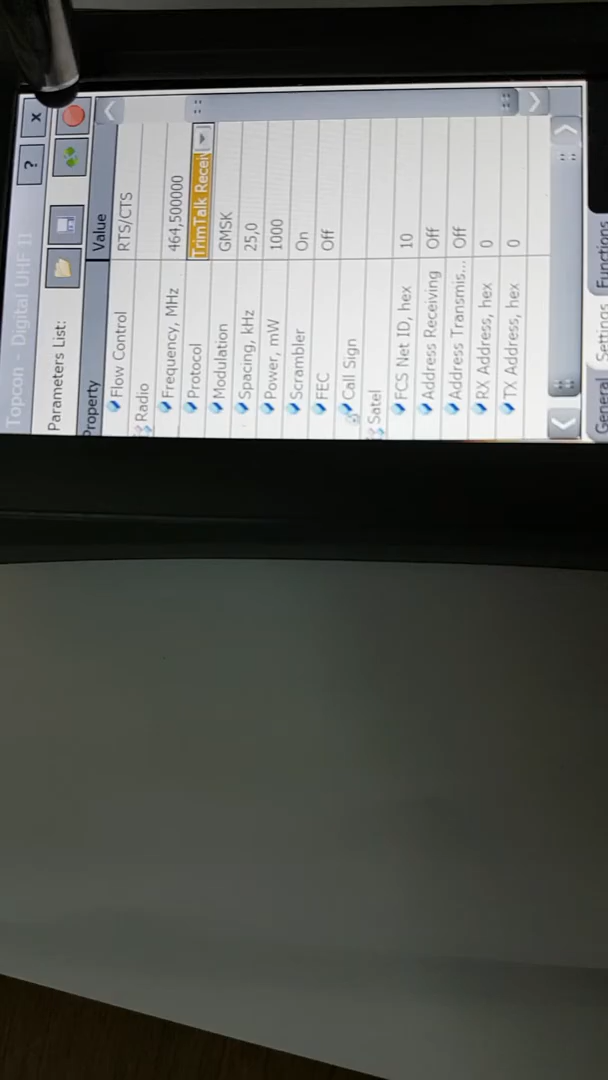 Topcon - Digital UHF II ? x
Parameters List:
Property Value
Flow Control RTS/CTS
Radio
Frequency, MHz 464,500000
Protocol TrimTalk Recei
Modulation GMSK
Spacing, kHz 25,0
Power, mW 1000
Scrambler On
FEC Off
Call Sign
Satel
FCS Net ID, hex 10
Address Receiving Off
Address Transmis... Off
RX Address, hex 0
TX Address, hex 0
General Settings Functions